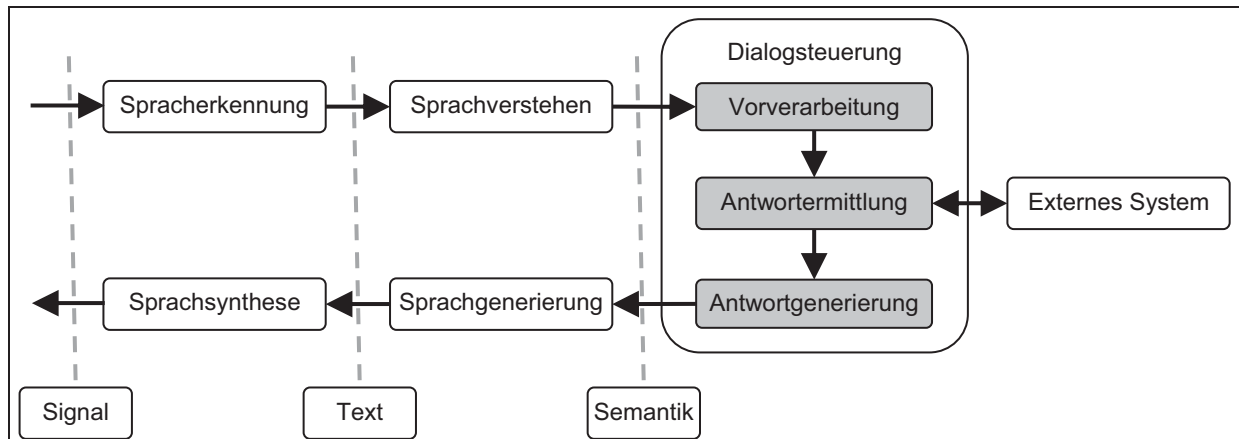 Dialogsteuerung
Spracherkennung
Sprachverstehen
Vorverarbeitung
Antwortermittlung
Externes System
Sprachsynthese
Sprachgenerierung
Antwortgenerierung
Signal
Text
Semantik